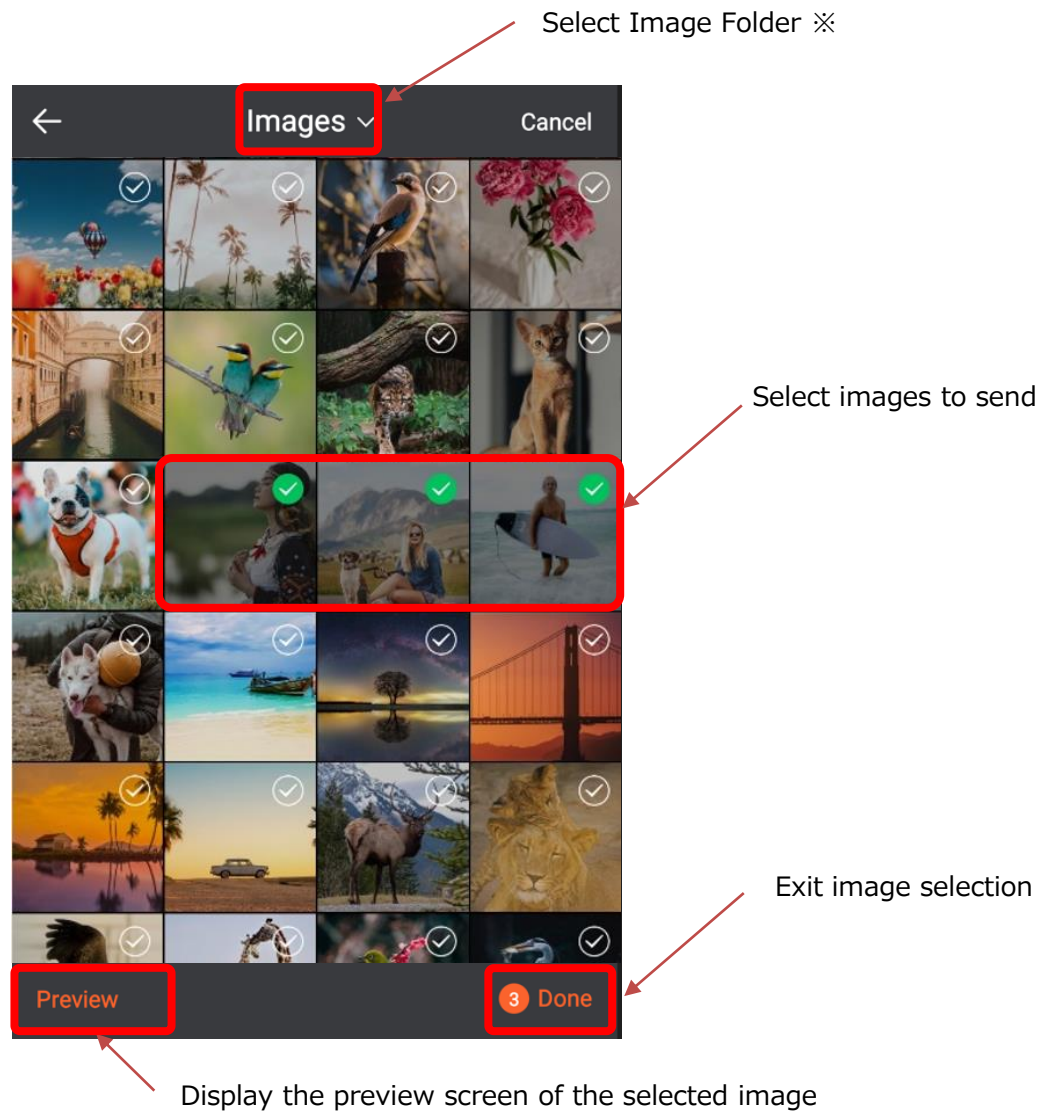 Select Image Folder ※
Images
Cancel
Select images to send
Exit image selection
Preview
3 Done
Display the preview screen of the selected image